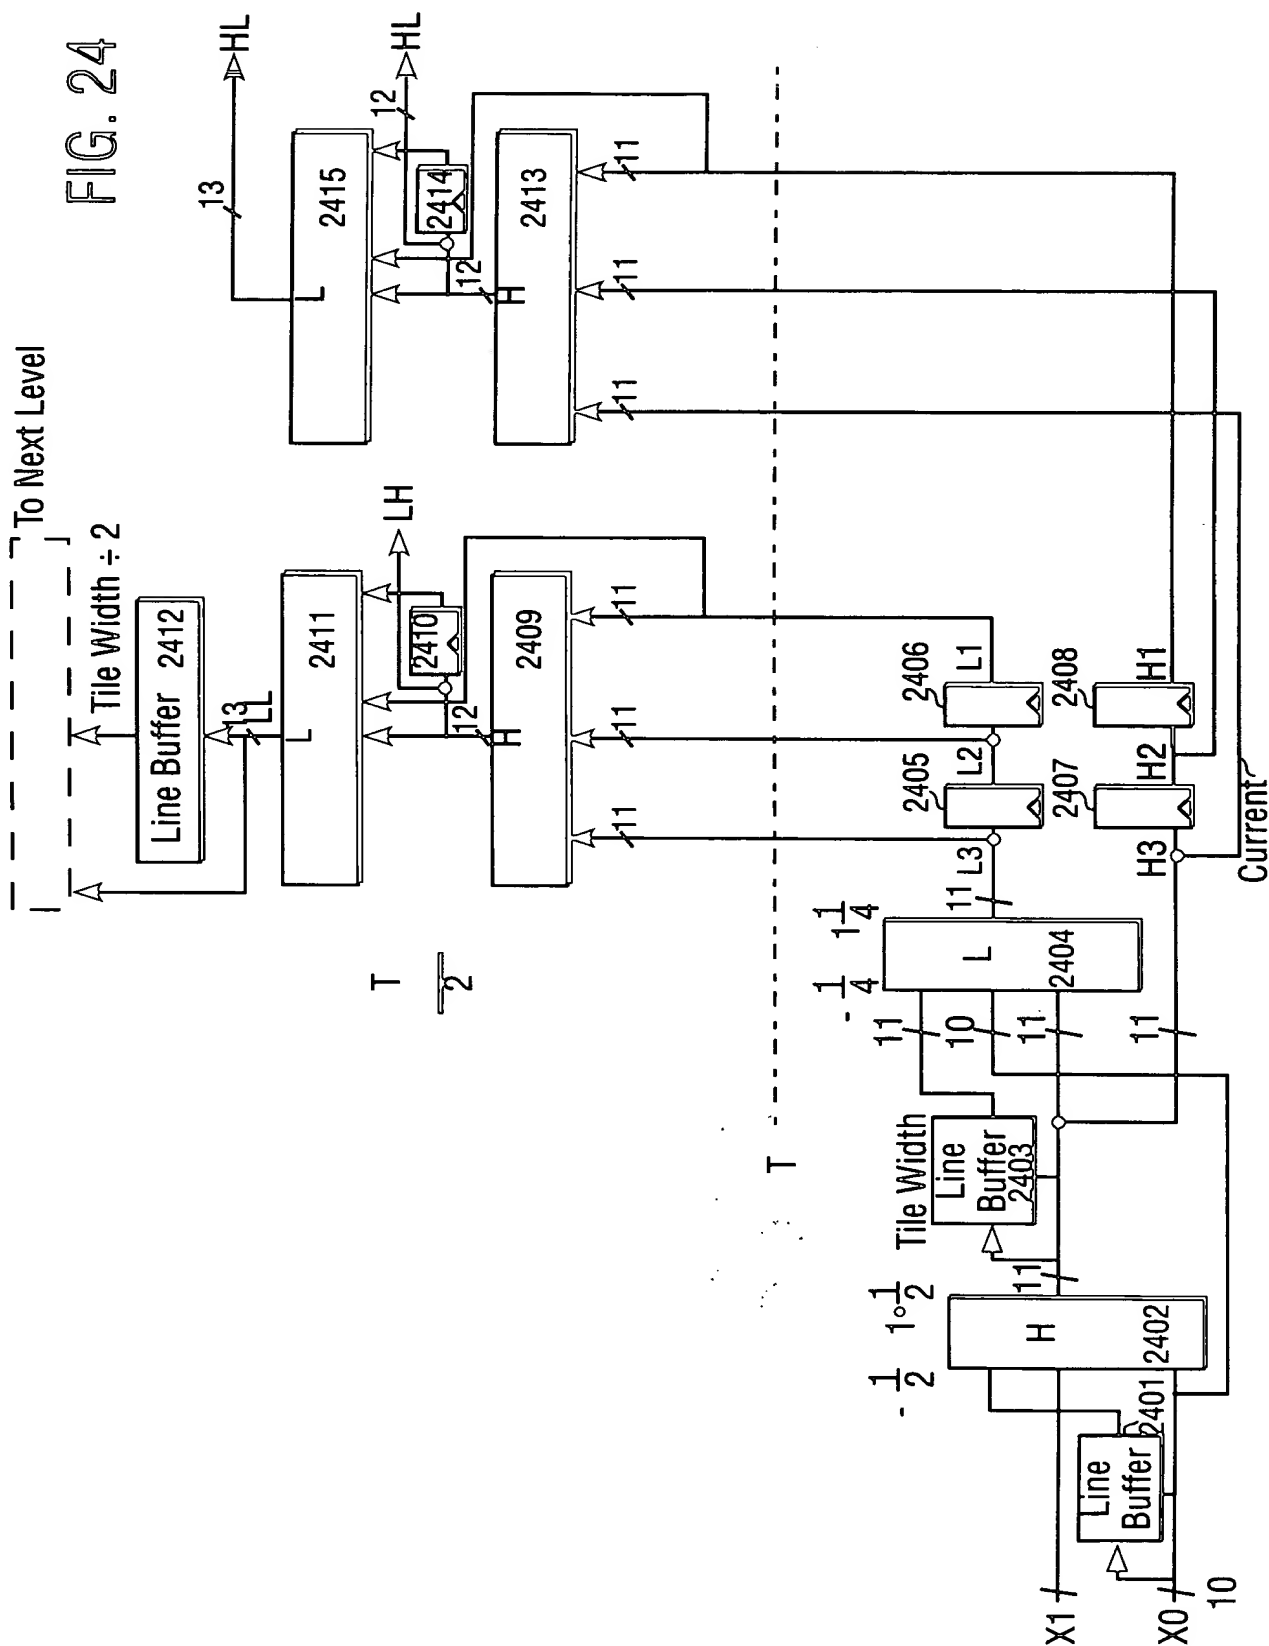 FIG. 24
To Next Level
Tile Width ÷ 2
Line Buffer 2412
13
LL
L
2411
LH
2410
12
H
2409
11
11
11
13
HL
L
2415
12
HL
2414
12
H
2413
11
11
11
T
2
T
X1
X0
10
Line
Buffer
2401
- 1/2
1
1/2
H
2402
11
Tile Width
Line
Buffer
2403
- 1/4
1
1/4
11
10
11
11
L
2404
11
L3
2405
L2
2406
L1
H3
2407
H2
2408
H1
Current